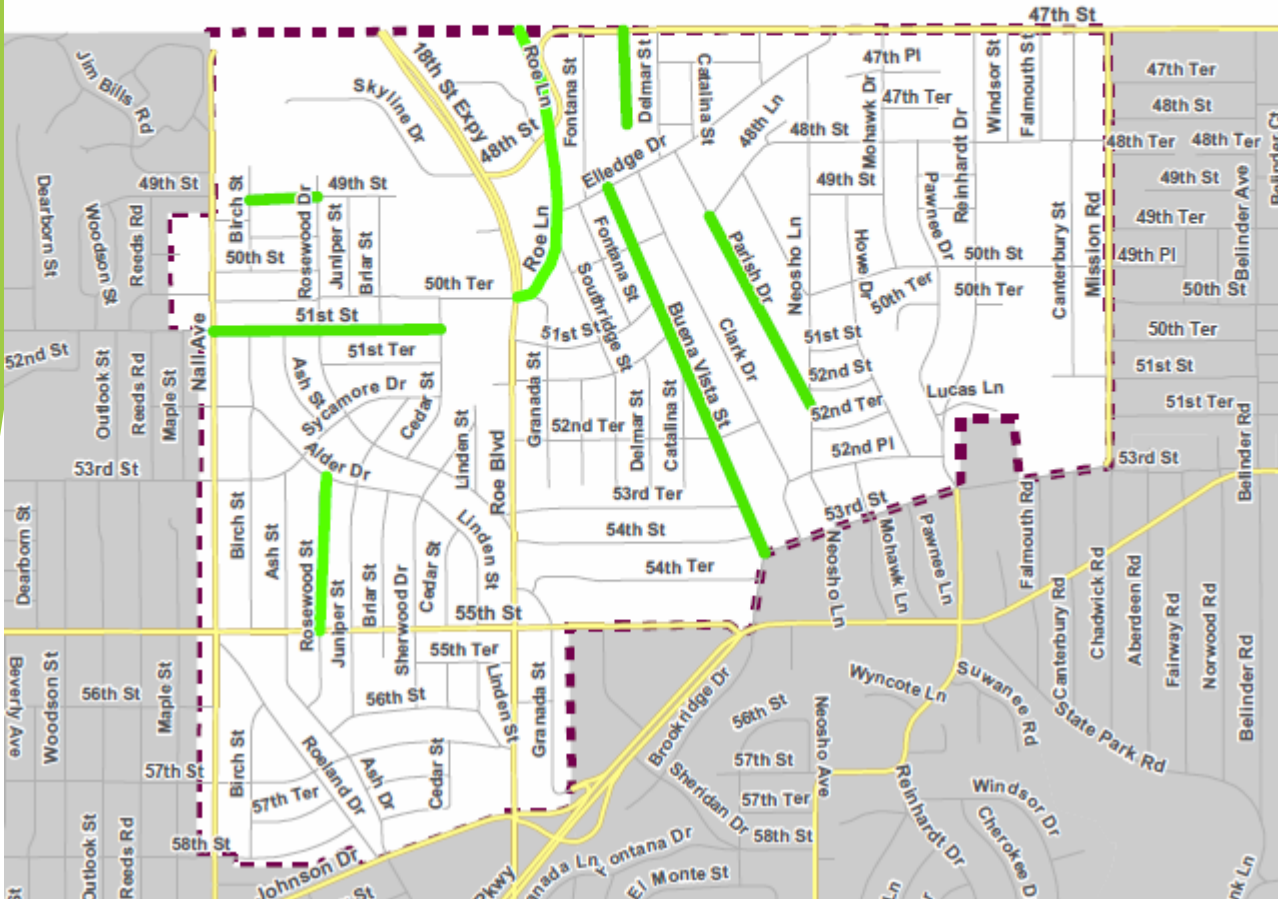 47th St
Jim Bills Rd
18th St Expy
Roe Ln
Fontana St
Delmar St
Catalina St
47th Pl
Windsor St
Falmouth St
47th Ter
Skyline Dr
48th Ln
Mohawk Dr
47th Ter
48th St
48th St
48th St
Reinhardt Dr
48th Ter
48th Ter
Elledge Dr
49th St
Birch St
49th St
49th St
Pawnee Dr
49th St
Belinder Ave
Dearborn St
Woodson St
Reeds Rd
Rosewood Dr
Juniper St
Briar St
Roe Ln
Fontana St
Parish Dr
Neosho Ln
Howe Dr
Canterbury St
Mission Rd
49th Ter
50th St
50th St
49th Pl
50th Ter
Southridge St
50th Ter
50th Ter
50th St
51st St
Buena Vista St
Clark Dr
51st St
51st St
50th Ter
Nall Ave
52nd St
51st Ter
52nd St
51st St
Outlook St
Reeds Rd
Maple St
Ash St
Sycamore Dr
Cedar St
Granada St
Lucas Ln
51st Ter
52nd Ter
Linden St
52nd Ter
Delmar St
Catalina St
52nd Pl
Belinder Rd
53rd St
Alder Dr
Roe Blvd
53rd St
53rd Ter
53rd St
Dearborn St
Birch St
Ash St
Linden St
54th St
Mohawk Ln
Pawnee Ln
Falmouth Rd
Rosewood St
Juniper St
Briar St
Sherwood Dr
Cedar St
54th Ter
Neosho Ln
Canterbury Rd
Chadwick Rd
Aberdeen Rd
Fairway Rd
Norwood Rd
55th St
55th Ter
Beverly Ave
Woodson St
56th St
Maple St
56th St
Linden St
Granada St
Brookridge Dr
Wyncote Ln
Suwanee Rd
Belinder Rd
56th St
Neosho Ave
State Park Rd
57th St
Birch St
Roeland Dr
Ash Dr
Cedar St
57th St
Sheridan Dr
Reinhardt Dr
Windsor Dr
57th Ter
57th Ter
Outlook St
Reeds Rd
58th St
58th St
Johnson Dr
Pkwy
Fontana Dr
El Monte St